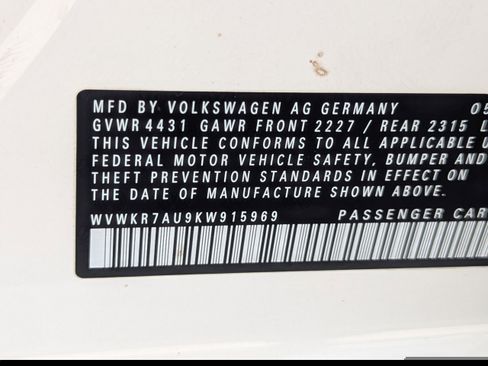 MFD BY VOLKSWAGEN AG GERMANY 05
GVWR 4431 GAWR FRONT 2227 / REAR 2315 L
THIS VEHICLE CONFORMS TO ALL APPLICABLE
FEDERAL MOTOR VEHICLE SAFETY, BUMPER AND
THEFT PREVENTION STANDARDS IN EFFECT ON
THE DATE OF MANUFACTURE SHOWN ABOVE.
WVWKR7AU9KW915969 PASSENGER CAR